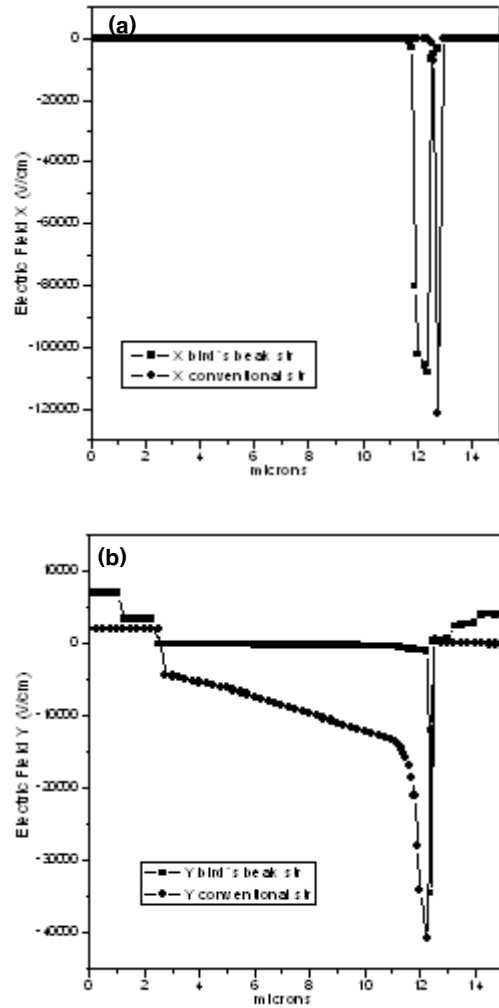 (a)
0
-20000
-40000
-60000
-80000
-100000
-120000
Electric Field X (V/cm)
X bird`s beak str
X conventional str
0 2 4 6 8 10 12 14
microns
(b)
10000
0
-10000
-20000
-30000
-40000
Electric Field Y (V/cm)
Y bird`s beak str
Y conventional str
0 2 4 6 8 10 12 14
microns